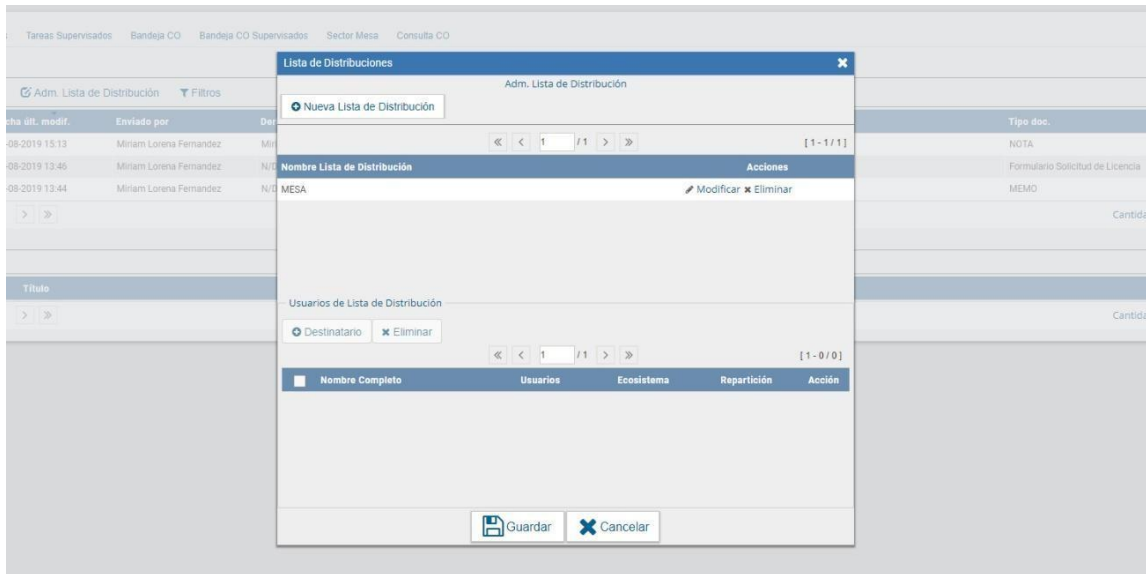 Tareas Supervisados Bandeja CO Bandeja CO Supervisados Sector Mesa Consulta CO
Lista de Distribuciones
Adm. Lista de Distribución
Adm. Lista de Distribución Filtros
Nueva Lista de Distribución
últ. modif. Enviado por Tipo doc.
[ 1 - 1 / 1 ]
1 / 1
-08-2019 15:13 Miriam Lorena Fernandez NOTA
-08-2019 13:46 Miriam Lorena Fernandez N/D Formulario Solicitud de Licencia
Nombre Lista de Distribución Acciones
-08-2019 13:44 Miriam Lorena Fernandez N/D MEMO
MESA Modificar Eliminar
Título
Usuarios de Lista de Distribución
Destinatario Eliminar
1 / 1 [ 1 - 0 / 0 ]
Nombre Completo Usuarios Ecosistema Repartición Acción
Guardar Cancelar